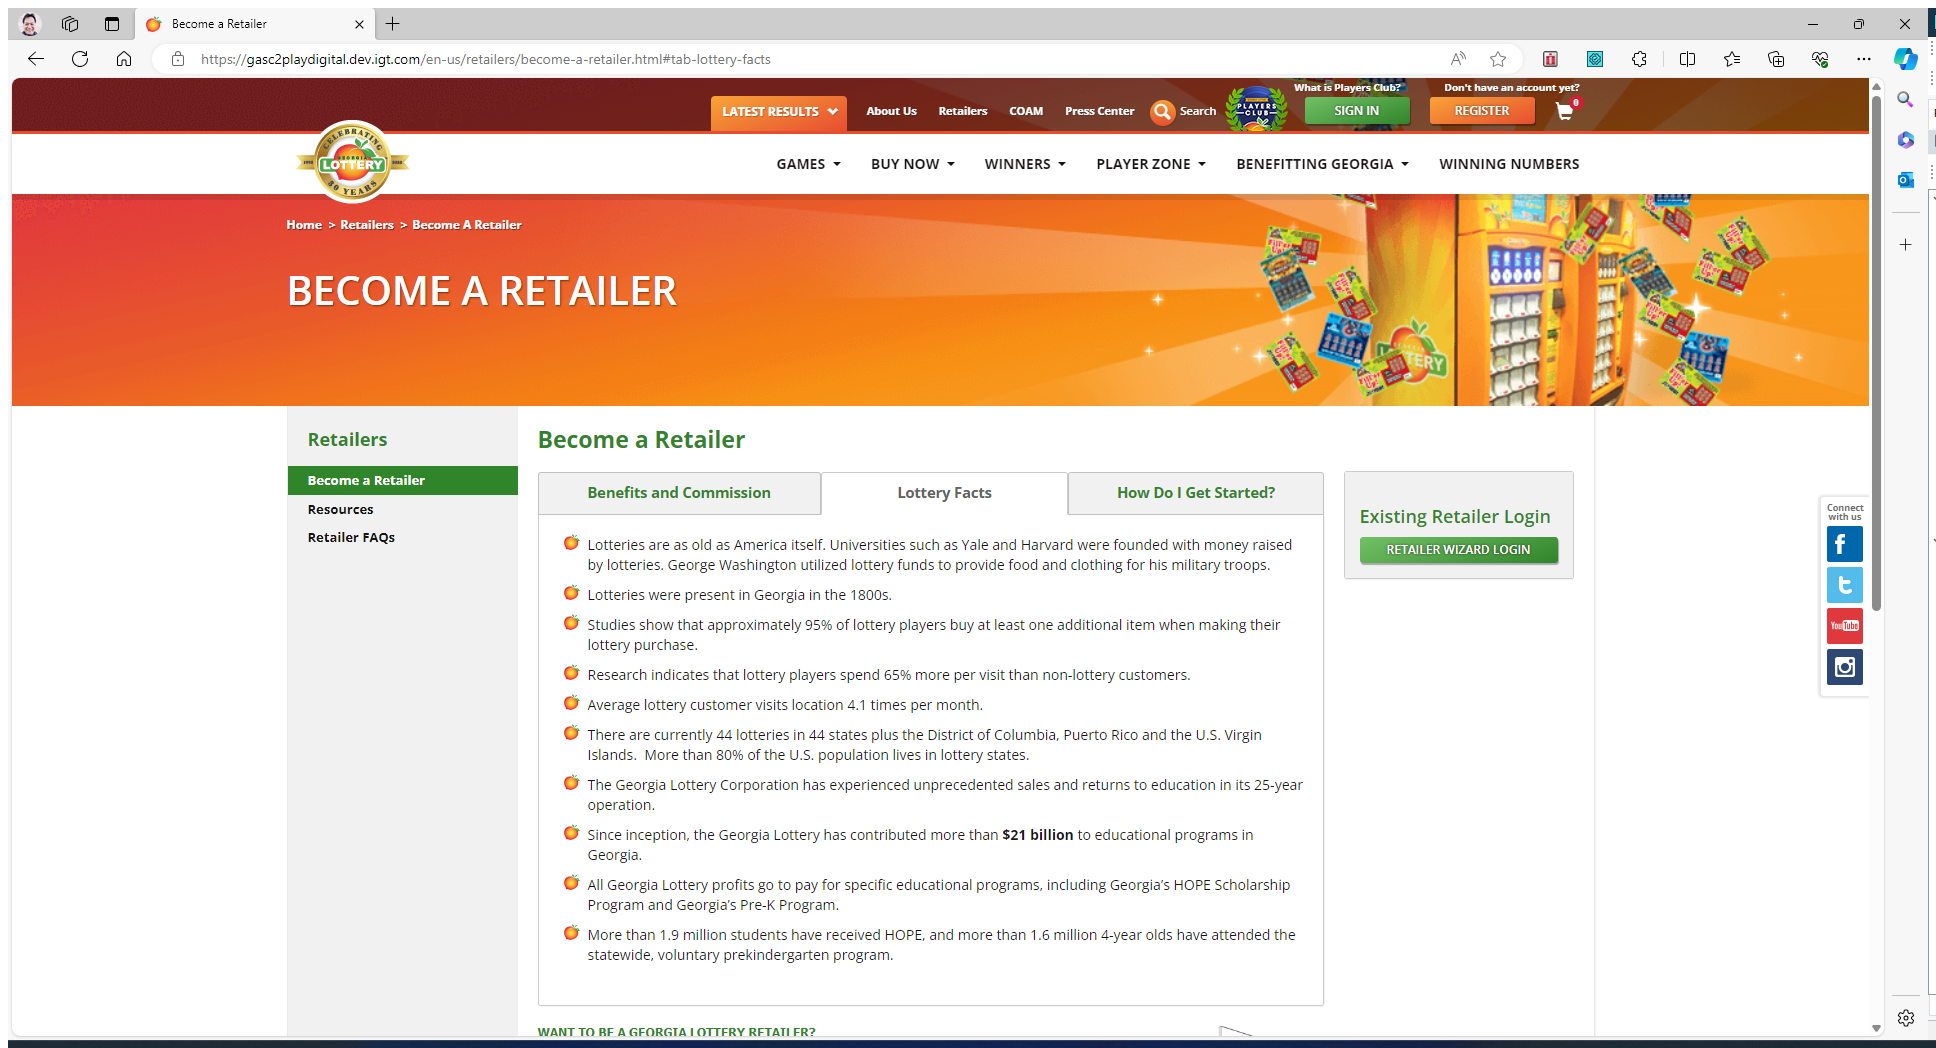 Become a Retailer
https://gasc2playdigital.dev.igt.com/en-us/retailers/become-a-retailer.html#tab-lottery-facts
LATEST RESULTS
About Us
Retailers
COAM
Press Center
Search
PLAYERS CLUB
What is Players Club?
SIGN IN
Don't have an account yet?
REGISTER
0
CELEBRATING
GEORGIA
LOTTERY
30 YEARS
GAMES
BUY NOW
WINNERS
PLAYER ZONE
BENEFITTING GEORGIA
WINNING NUMBERS
Home > Retailers > Become A Retailer
BECOME A RETAILER
LOTTERY
Retailers
Become a Retailer
Resources
Retailer FAQs
Become a Retailer
Benefits and Commission
Lottery Facts
How Do I Get Started?
Lotteries are as old as America itself. Universities such as Yale and Harvard were founded with money raised
by lotteries. George Washington utilized lottery funds to provide food and clothing for his military troops.
Lotteries were present in Georgia in the 1800s.
Studies show that approximately 95% of lottery players buy at least one additional item when making their
lottery purchase.
Research indicates that lottery players spend 65% more per visit than non-lottery customers.
Average lottery customer visits location 4.1 times per month.
There are currently 44 lotteries in 44 states plus the District of Columbia, Puerto Rico and the U.S. Virgin
Islands.  More than 80% of the U.S. population lives in lottery states.
The Georgia Lottery Corporation has experienced unprecedented sales and returns to education in its 25-year
operation.
Since inception, the Georgia Lottery has contributed more than $21 billion to educational programs in
Georgia.
All Georgia Lottery profits go to pay for specific educational programs, including Georgia’s HOPE Scholarship
Program and Georgia’s Pre-K Program.
More than 1.9 million students have received HOPE, and more than 1.6 million 4-year olds have attended the
statewide, voluntary prekindergarten program.
WANT TO BE A GEORGIA LOTTERY RETAILER?
Existing Retailer Login
RETAILER WIZARD LOGIN
Connect
with us
You Tube